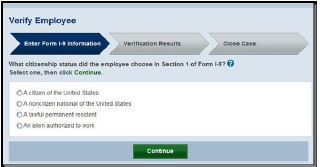 Verify Employee
Enter Form I-9 Information
Verification Results
Close Case
What citizenship status did the employee choose in Section 1 of Form I-9? ?
Select one, then click Continue.
A citizen of the United States
A noncitizen national of the United States
A lawful permanent resident
An alien authorized to work
Continue